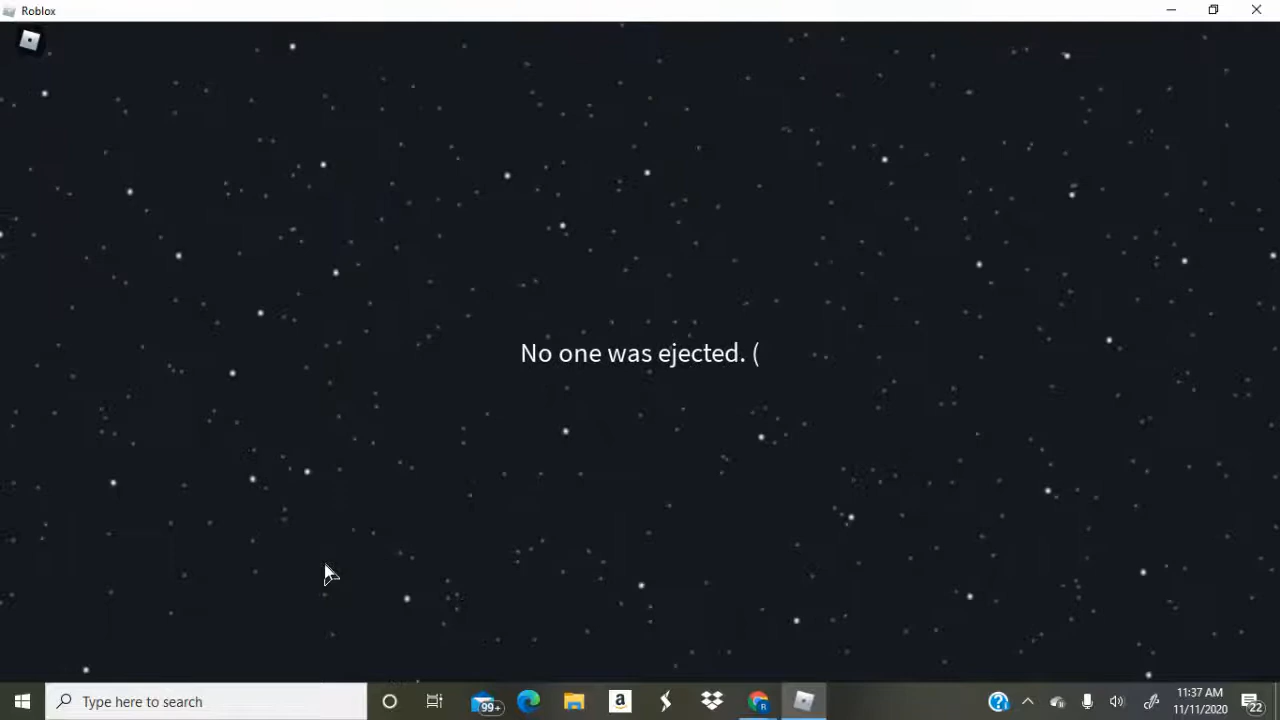 Roblox
No one was ejected. (
Type here to search
99+
a
R
?
11:37 AM
11/11/2020
22